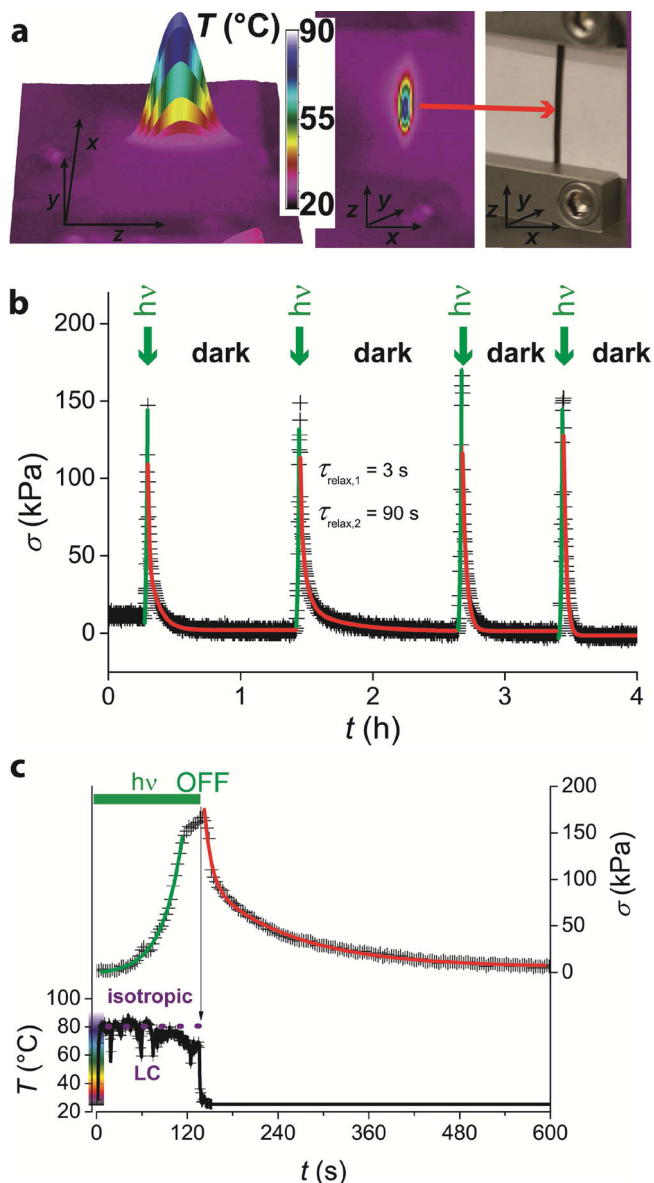 a
T (°C)
90
55
20
x
y
z
z
y
x
z
y
x
b
hν
hν
hν
hν
dark
dark
dark
dark
200
150
100
50
0
σ (kPa)
τrelax,1 = 3 s
τrelax,2 = 90 s
0
1
2
3
4
t (h)
c
hν
OFF
200
150
100
50
0
σ (kPa)
isotropic
LC
100
80
60
40
20
T (°C)
0
120
240
360
480
600
t (s)